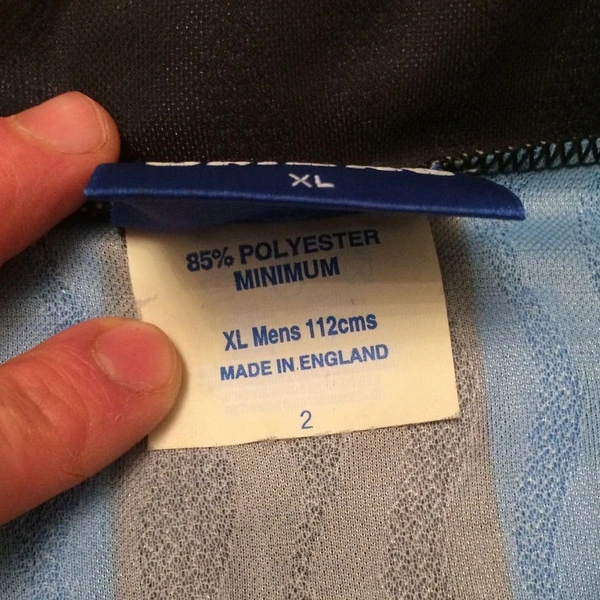 XL
85% POLYESTER
MINIMUM
XL Mens 112cms
MADE IN ENGLAND
2